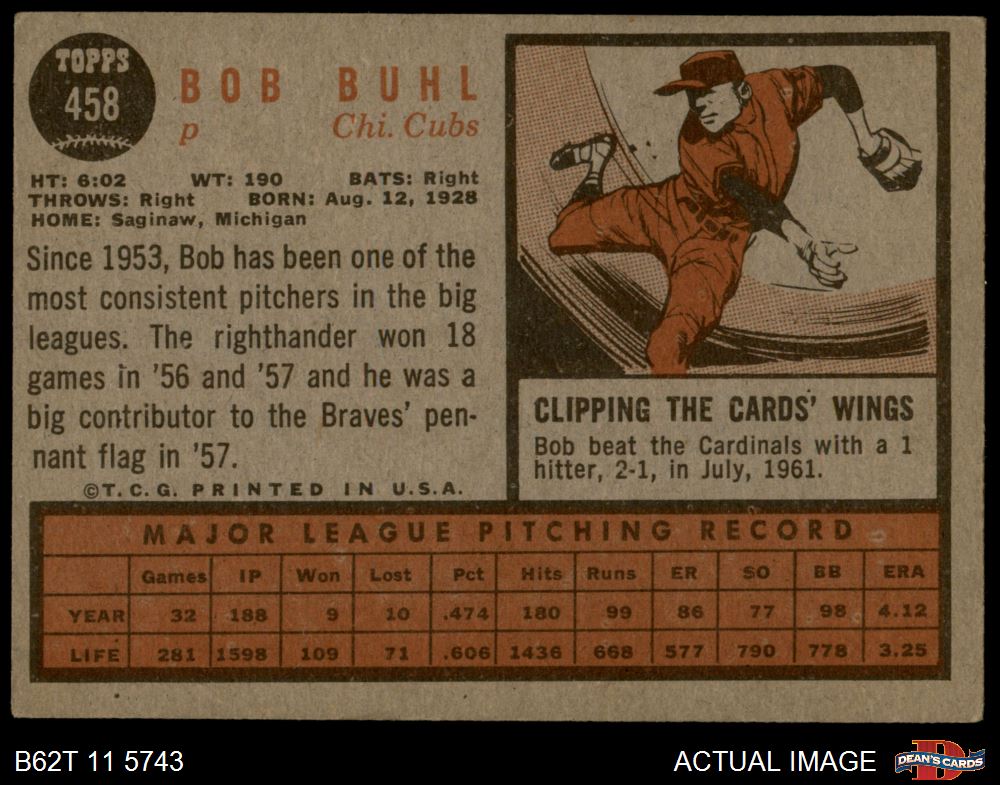 TOPPS
458
BOB BUHL
p Chi. Cubs
HT: 6:02 WT: 190 BATS: Right
THROWS: Right BORN: Aug. 12, 1928
HOME: Saginaw, Michigan
Since 1953, Bob has been one of the
most consistent pitchers in the big
leagues. The righthander won 18
games in '56 and '57 and he was a
big contributor to the Braves' pen-
nant flag in '57.
©T.C.G. PRINTED IN U.S.A.
CLIPPING THE CARDS' WINGS
Bob beat the Cardinals with a 1
hitter, 2-1, in July, 1961.
MAJOR LEAGUE PITCHING RECORD
Games IP Won Lost Pct Hits Runs ER SO BB ERA
YEAR 32 188 9 10 .474 180 99 86 77 98 4.12
LIFE 281 1598 109 71 .606 1436 668 577 790 778 3.25
B62T 11 5743 ACTUAL IMAGE D DEAN'S CARDS